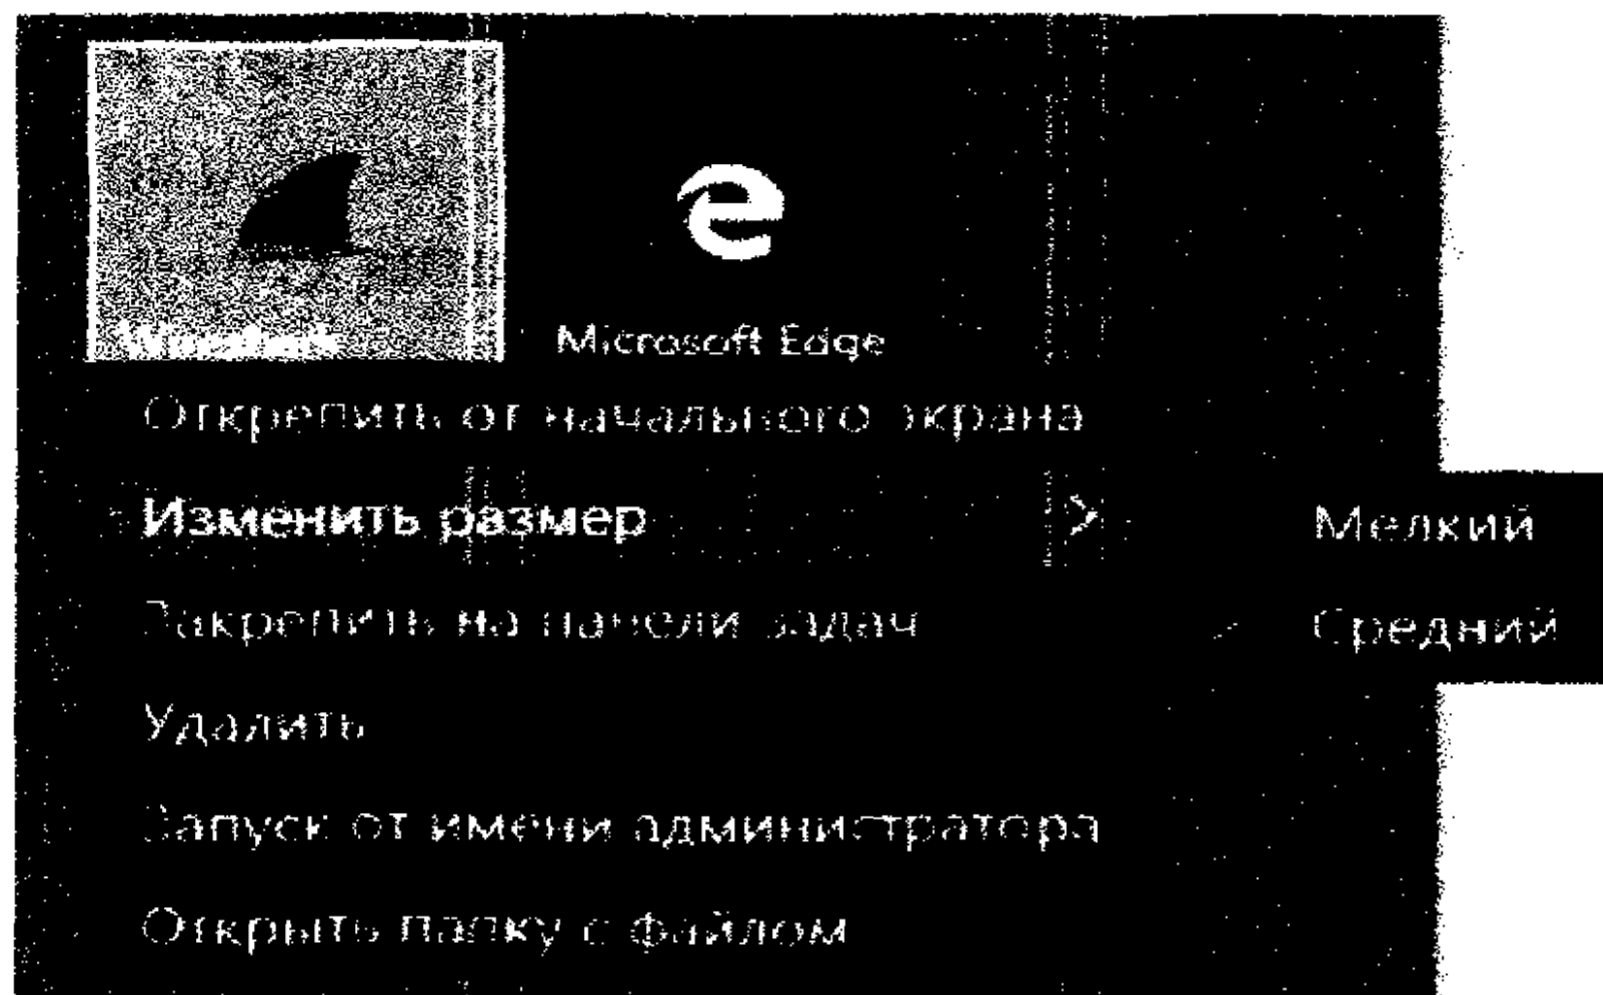 Wireshark
Microsoft Edge
Открепить от начального экрана
Изменить размер
Мелкий
Закрепить на панели задач
Средний
Удалить
Запуск от имени администратора
Открыть папку с файлом